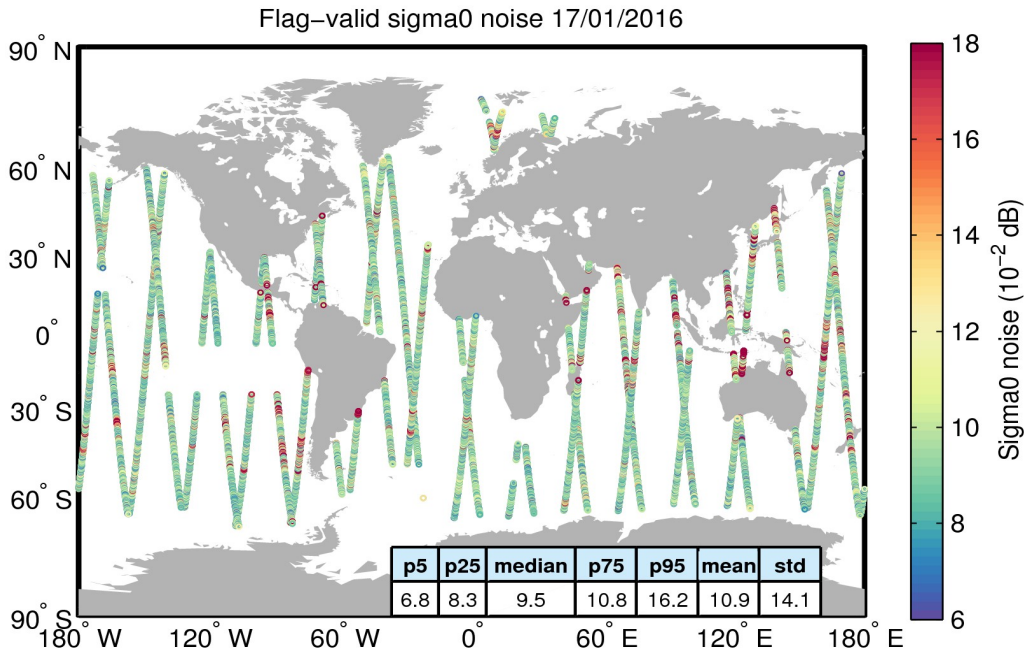 Flag−valid sigma0 noise 17/01/2016
90° N
60° N
30° N
0°
30° S
60° S
90° S
180° W 120° W 60° W 0° 60° E 120° E 180° E
p5 p25 median p75 p95 mean std
6.8 8.3 9.5 10.8 16.2 10.9 14.1
18
16
14
12
10
8
6
Sigma0 noise (10⁻² dB)